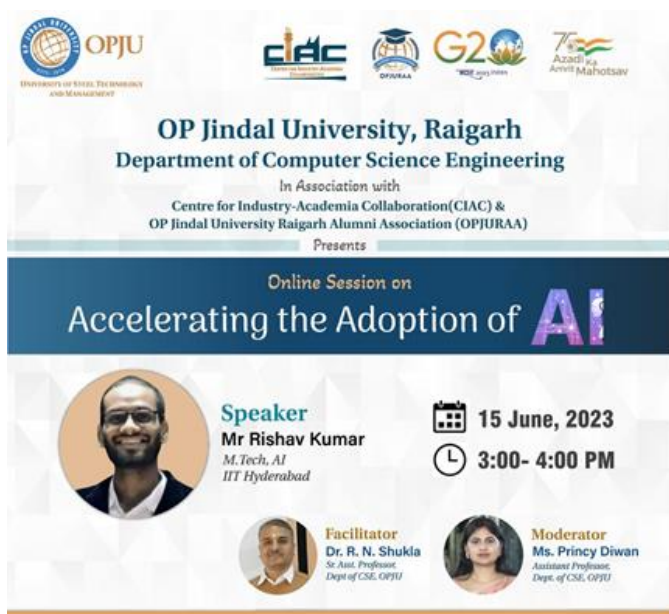 OPJU
UNIVERSITY OF STEEL TECHNOLOGY
AND MANAGEMENT
CIAC
OPJURAA
G20
Azadi Ka
Amrit Mahotsav
OP Jindal University, Raigarh
Department of Computer Science Engineering
In Association with
Centre for Industry-Academia Collaboration(CIAC) &
OP Jindal University Raigarh Alumni Association (OPJURAA)
Presents
Online Session on
Accelerating the Adoption of AI
Speaker
Mr Rishav Kumar
M.Tech, AI
IIT Hyderabad
15 June, 2023
3:00- 4:00 PM
Facilitator
Dr. R. N. Shukla
Sr. Asst. Professor,
Dept of CSE, OPJU
Moderator
Ms. Princy Diwan
Assistant Professor,
Dept. of CSE, OPJU